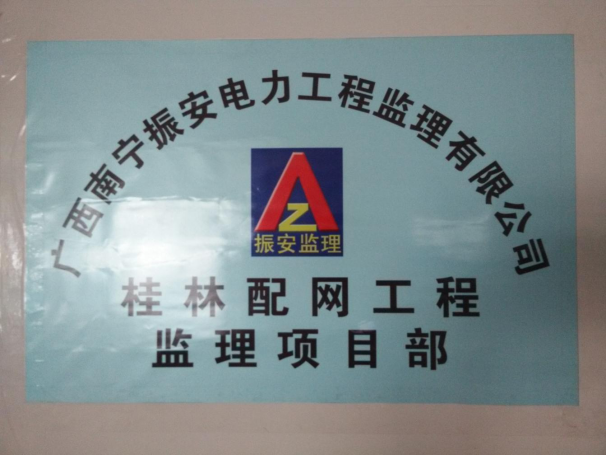 广西南宁振安电力工程监理有限公司
Z
振安监理
桂林配网工程
监理项目部